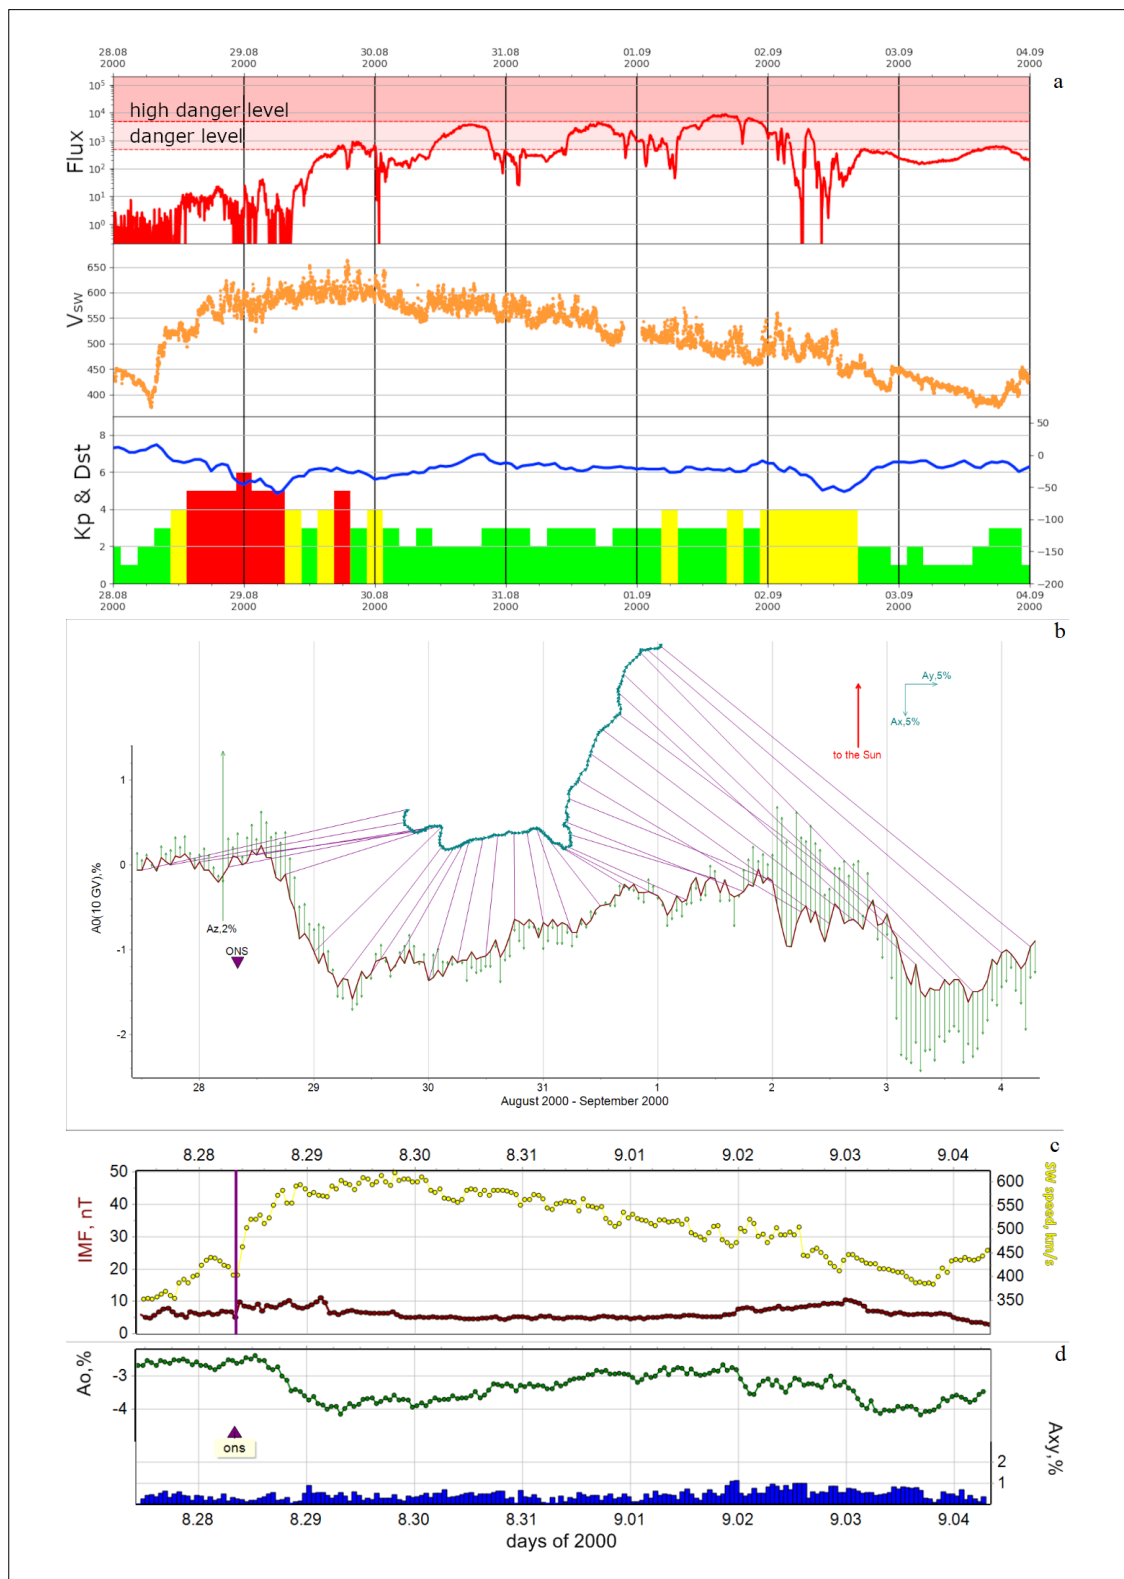 28.08 29.08 30.08 31.08 01.09 02.09 03.09 04.09
2000 2000 2000 2000 2000 2000 2000 2000
a
Flux
10⁵
10⁴
10³
10²
10¹
10⁰
high danger level
danger level
Vsw
650
600
550
500
450
400
Kp & Dst
8
6
4
2
0
50
0
−50
−100
−150
−200
28.08 29.08 30.08 31.08 01.09 02.09 03.09 04.09
2000 2000 2000 2000 2000 2000 2000 2000
b
Ay,5%
Ax,5%
to the Sun
A0(10 GV),%
1
0
-1
-2
Az,2%
ONS
28 29 30 31 1 2 3 4
August 2000 - September 2000
c
8.28 8.29 8.30 8.31 9.01 9.02 9.03 9.04
IMF, nT
50
40
30
20
10
0
SW speed, km/s
600
550
500
450
400
350
d
Ao,%
-3
-4
ons
Axy,%
2
1
8.28 8.29 8.30 8.31 9.01 9.02 9.03 9.04
days of 2000